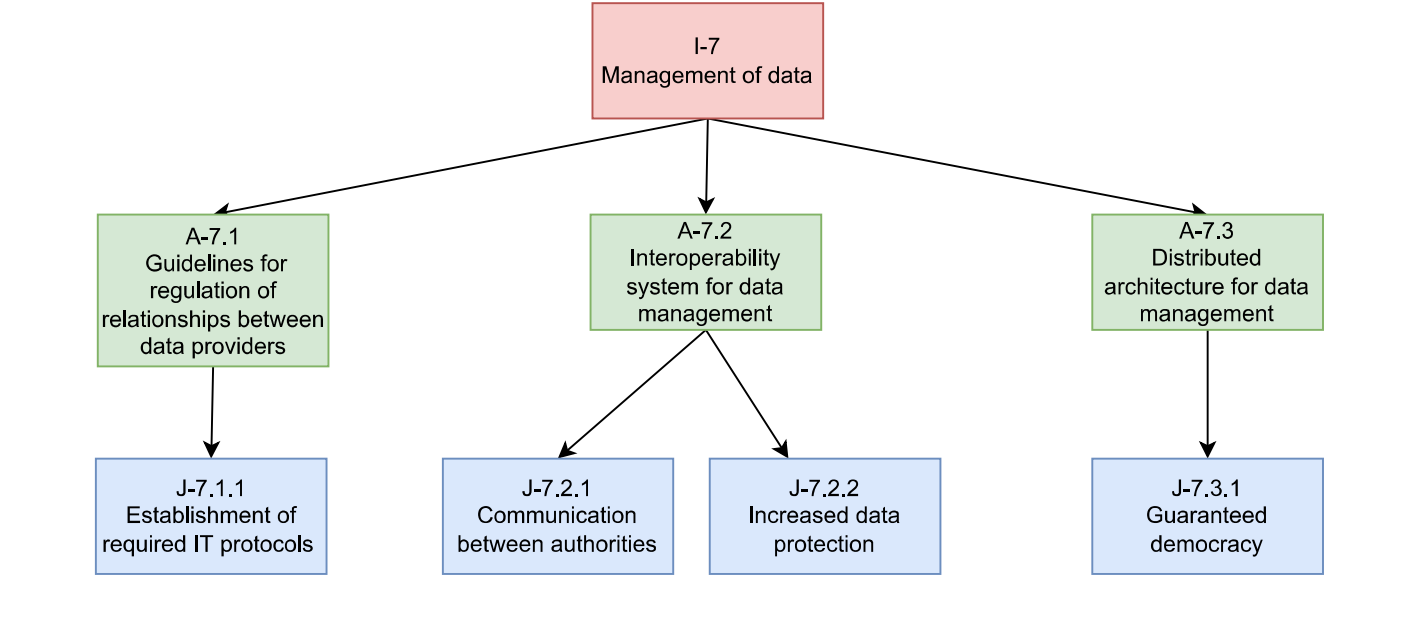 I-7
Management of data
A-7.1
Guidelines for
regulation of
relationships between
data providers
A-7.2
Interoperability
system for data
management
A-7.3
Distributed
architecture for data
management
J-7.1.1
Establishment of
required IT protocols
J-7.2.1
Communication
between authorities
J-7.2.2
Increased data
protection
J-7.3.1
Guaranteed
democracy